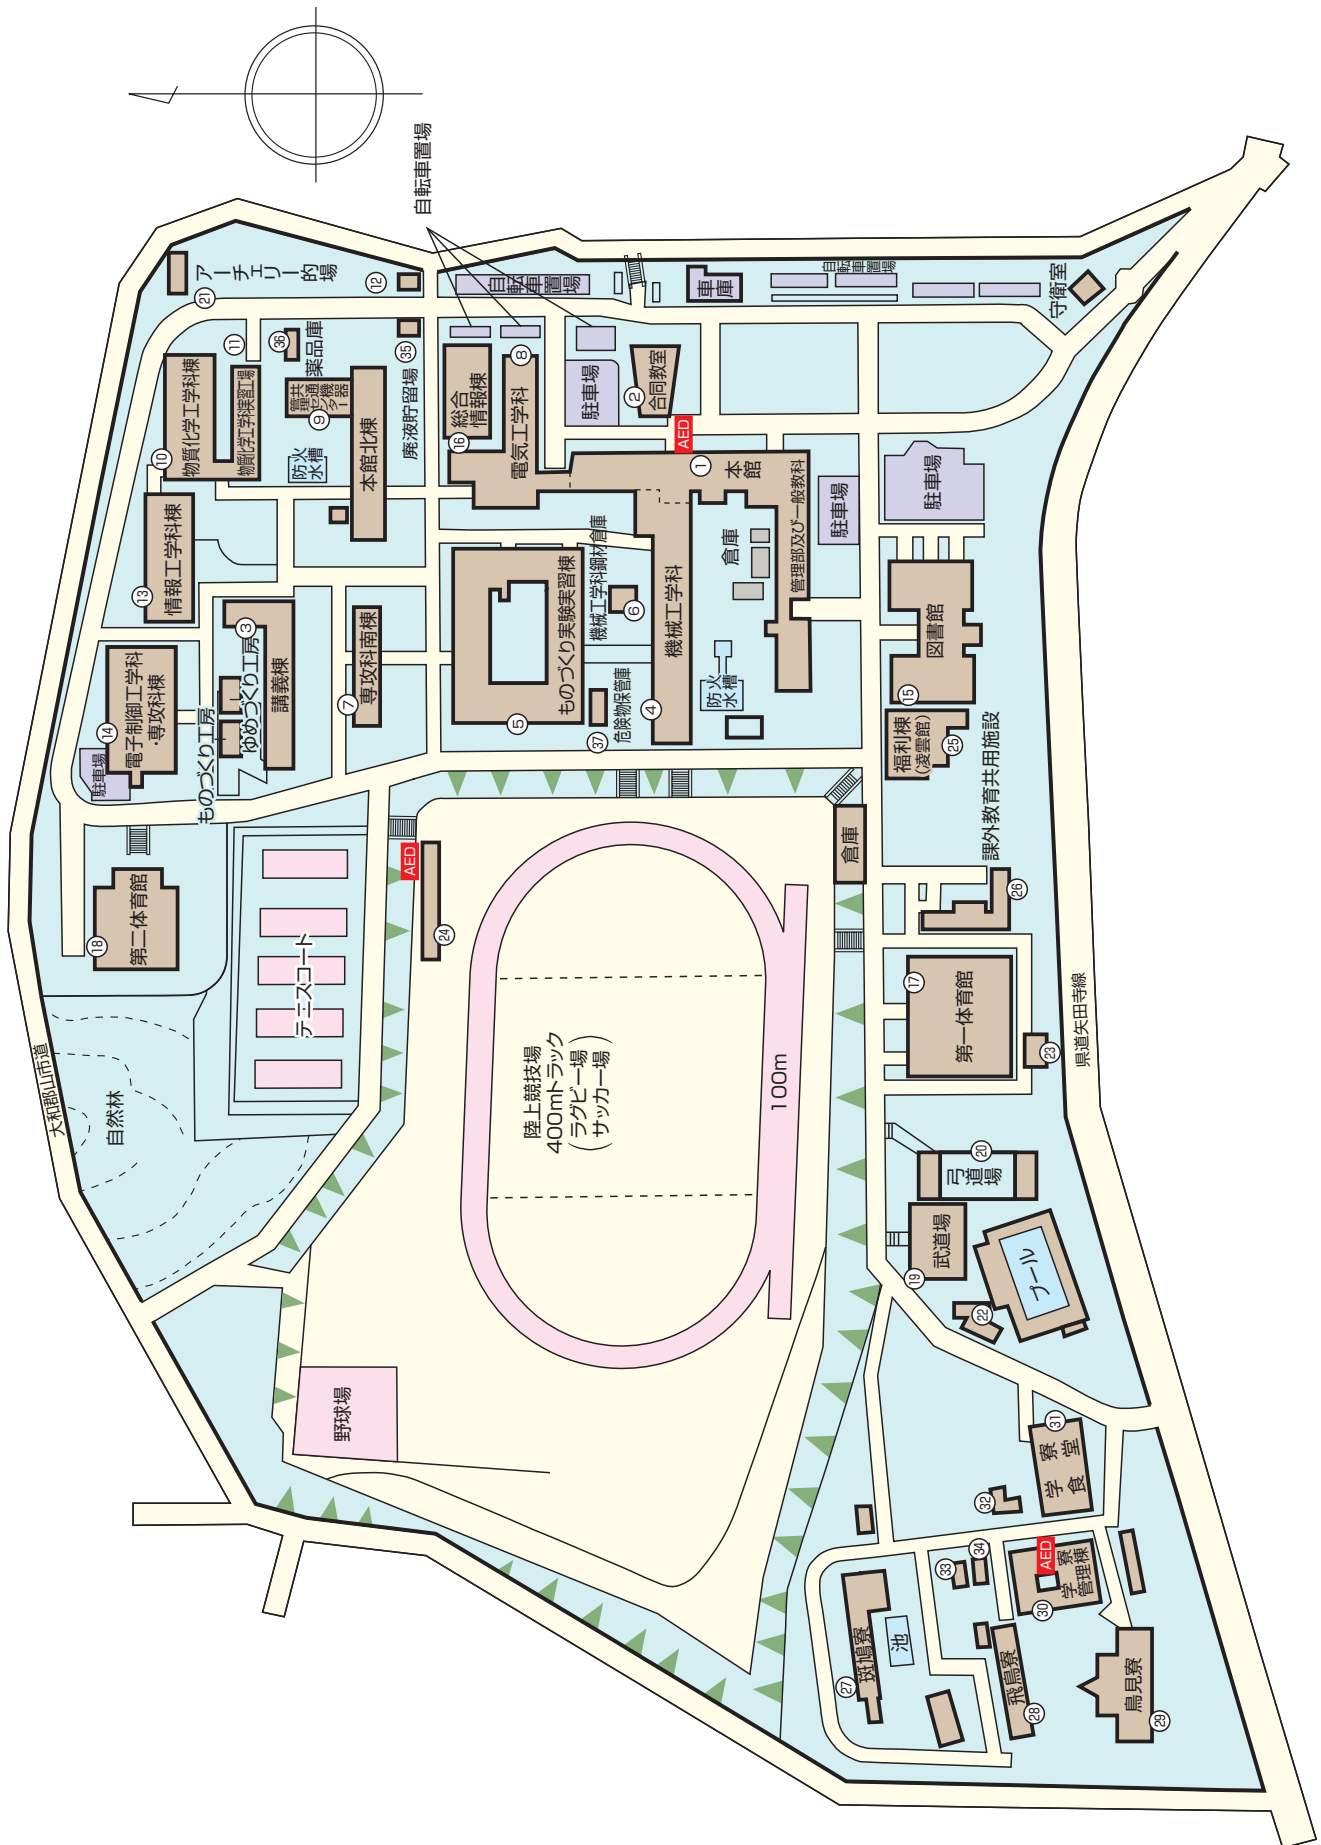 自転車置場
アーチェリー的場
㉑
⑫
自転車置場
車庫
自転車置場
守衛室
⑪
㊱
薬品庫
㉟
廃液貯留場
物質化学工学科棟
⑩
物質化学工学科実習工場
共通機器
管理センター
⑨
防火
水槽
本館北棟
総合
情報棟
⑯
⑧
電気工学科
駐車場
②
合同教室
AED
①
本館
管理部及び一般教科
駐車場
駐車場
情報工学科棟
⑬
③
ゆめづくり工房
講義棟
専攻科南棟
⑦
ものづくり実験実習棟
⑤
機械工学科鋼材倉庫
⑥
機械工学科
④
危険物保管庫
㊲
倉庫
防火
水槽
図書館
⑮
福利棟
(凌雲館)
㉕
課外教育共用施設
㉖
電子制御工学科
・専攻科棟
⑭
駐車場
ものづくり工房
第二体育館
⑱
テニスコート
AED
㉔
倉庫
陸上競技場
400mトラック
(ラグビー場)
(サッカー場)
100m
第一体育館
⑰
㉓
県道矢田寺線
大和郡山市道
自然林
弓道場
⑳
武道場
⑲
プール
㉒
野球場
学寮
食堂
㉛
㉜
AED
学寮
管理棟
㉚
㉝
㉞
斑鳩寮
㉗
池
飛鳥寮
㉘
鳥見寮
㉙